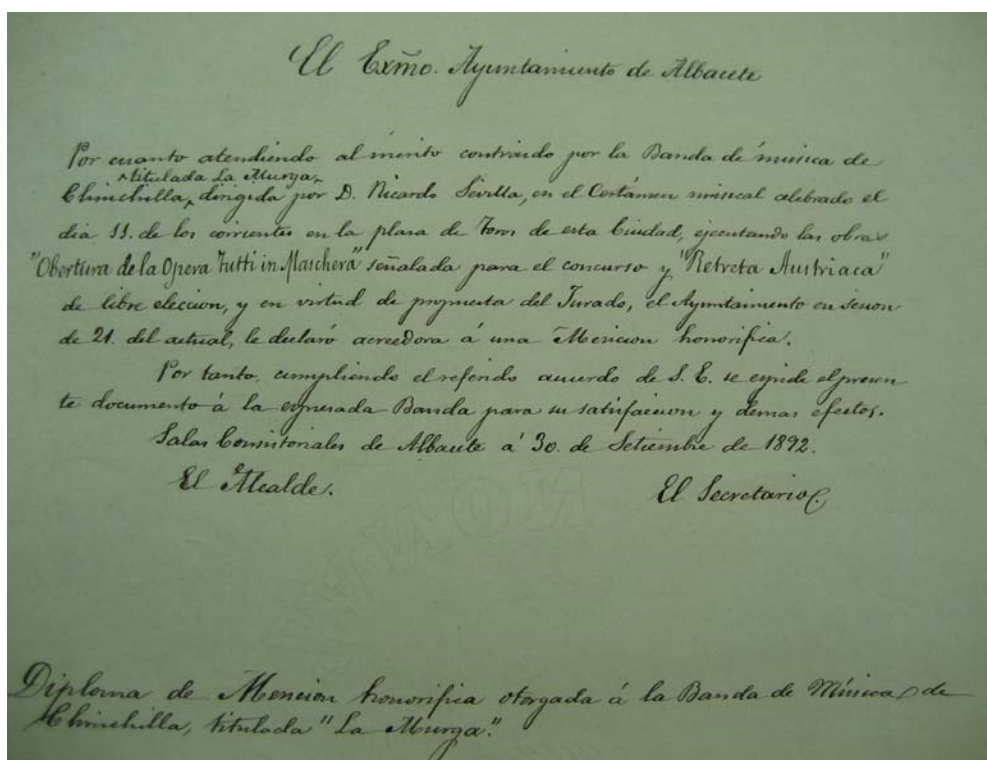 El Exm̃o. Ayuntamiento de Albacete
Por cuanto atendiendo al mérito contraido por la Banda de música de
titulada La Murga,
Chinchilla, dirigida por D. Ricardo Sevilla, en el Certámen musical celebrado el
dia 11. de los corrientes en la plaza de Toros de esta Ciudad, ejecutando las obras
"Obertura de la Opera Tutti in Maschera" señalada para el concurso y "Retreta Austriaca"
de libre eleccion, y en virtud de propuesta del Jurado, el Ayuntamiento en sesion
de 21. del actual, le declaró acreedora á una Mencion honorifica.
Por tanto, cumpliendo el referido acuerdo de S. E. se expide el presen
te documento á la expresada Banda para su satisfaccion y demas efectos.
Salas Consistoriales de Albacete á 30. de Setiembre de 1892.
El Alcalde. El Secretario
Diploma de Mencion honorifica otorgada á la Banda de Música de
Chinchilla, titulada "La Murga".